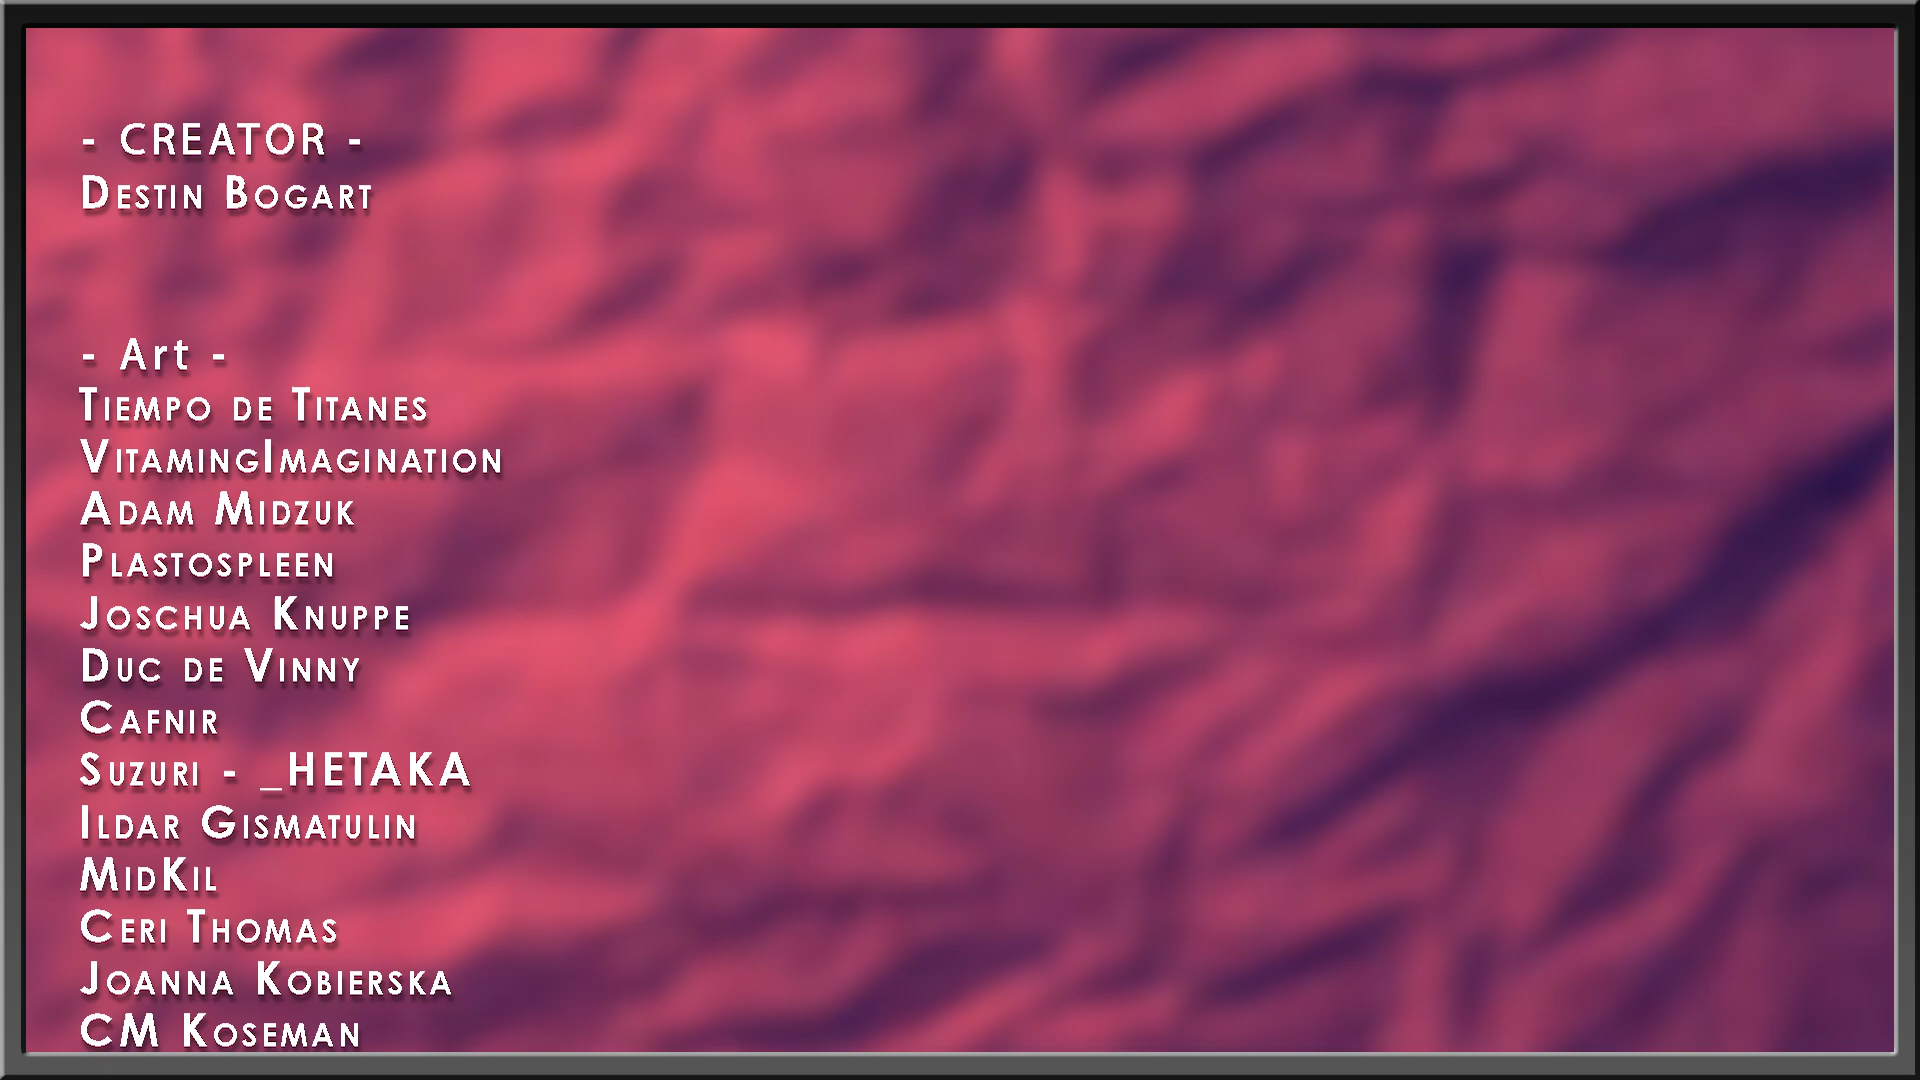 - CREATOR -
Destin Bogart
- Art -
Tiempo de Titanes
VitamingImagination
Adam Midzuk
Plastospleen
Joschua Knuppe
Duc de Vinny
Cafnir
Suzuri - _HETAKA
Ildar Gismatulin
MidKil
Ceri Thomas
Joanna Kobierska
CM Koseman